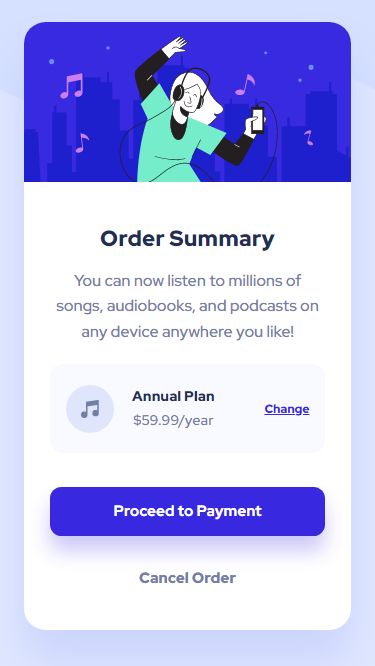 Order Summary
You can now listen to millions of
songs, audiobooks, and podcasts on
any device anywhere you like!
Annual Plan
$59.99/year
Change
Proceed to Payment
Cancel Order